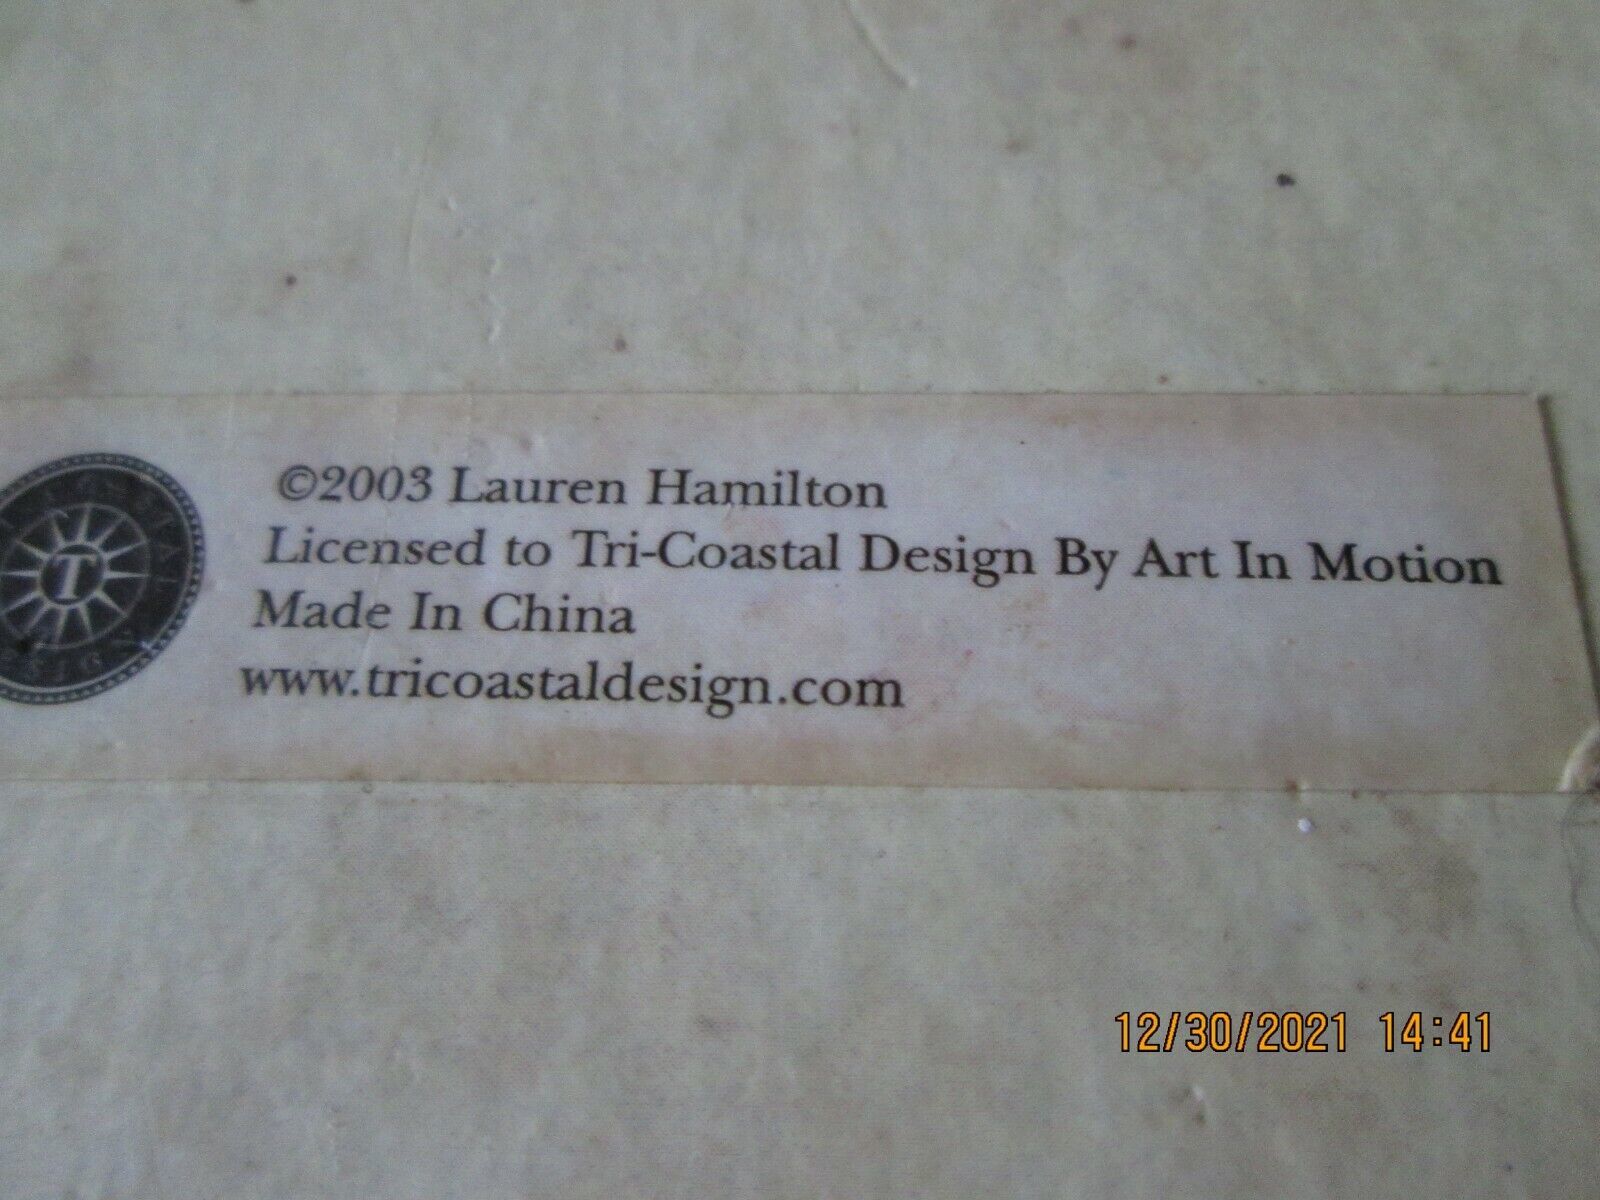 ©2003 Lauren Hamilton
Licensed to Tri-Coastal Design By Art In Motion
Made In China
www.tricoastaldesign.com
T
12/30/2021 14:41